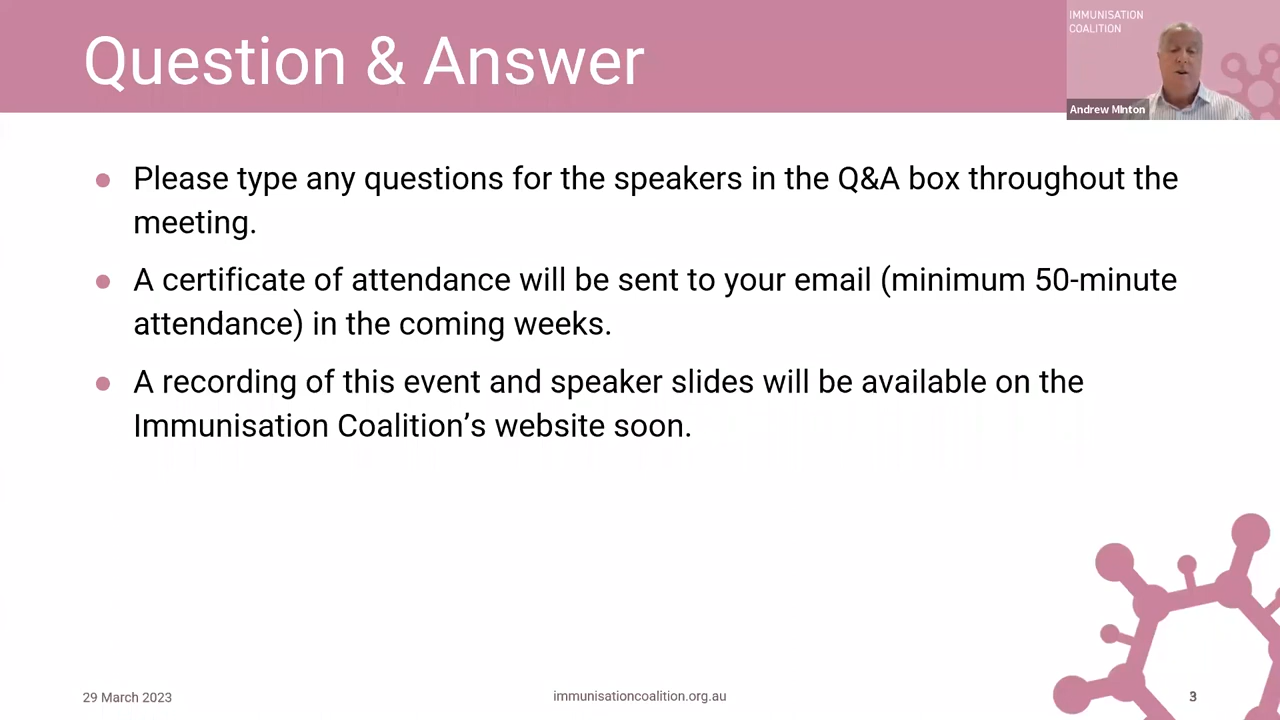 Question & Answer
IMMUNISATION
COALITION
Andrew Minton
● Please type any questions for the speakers in the Q&A box throughout the
meeting.
● A certificate of attendance will be sent to your email (minimum 50-minute
attendance) in the coming weeks.
● A recording of this event and speaker slides will be available on the
Immunisation Coalition’s website soon.
29 March 2023
immunisationcoalition.org.au
3